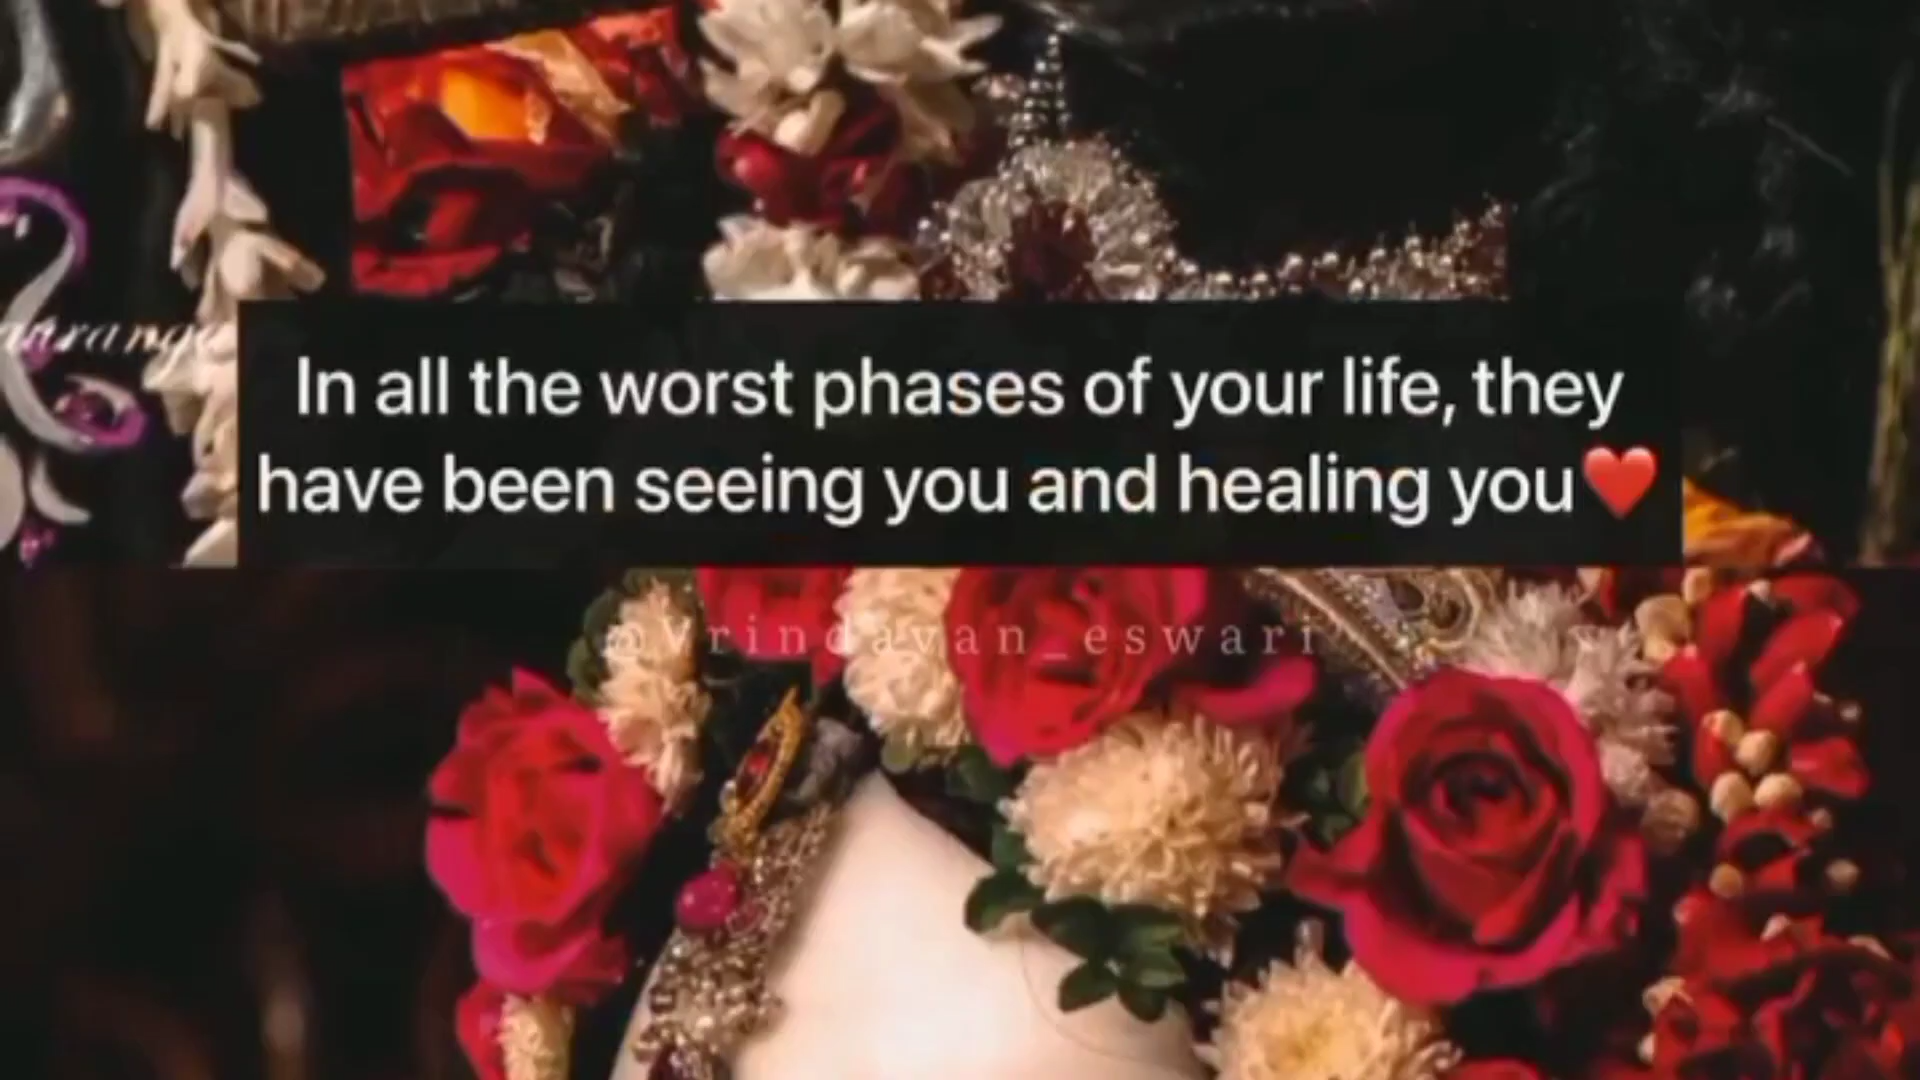 In all the worst phases of your life, they
have been seeing you and healing you❤️
@Vrindavan_eswari